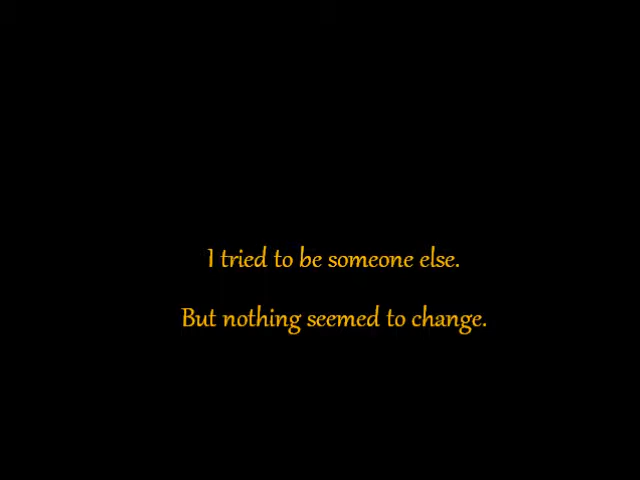 I tried to be someone else.
But nothing seemed to change.